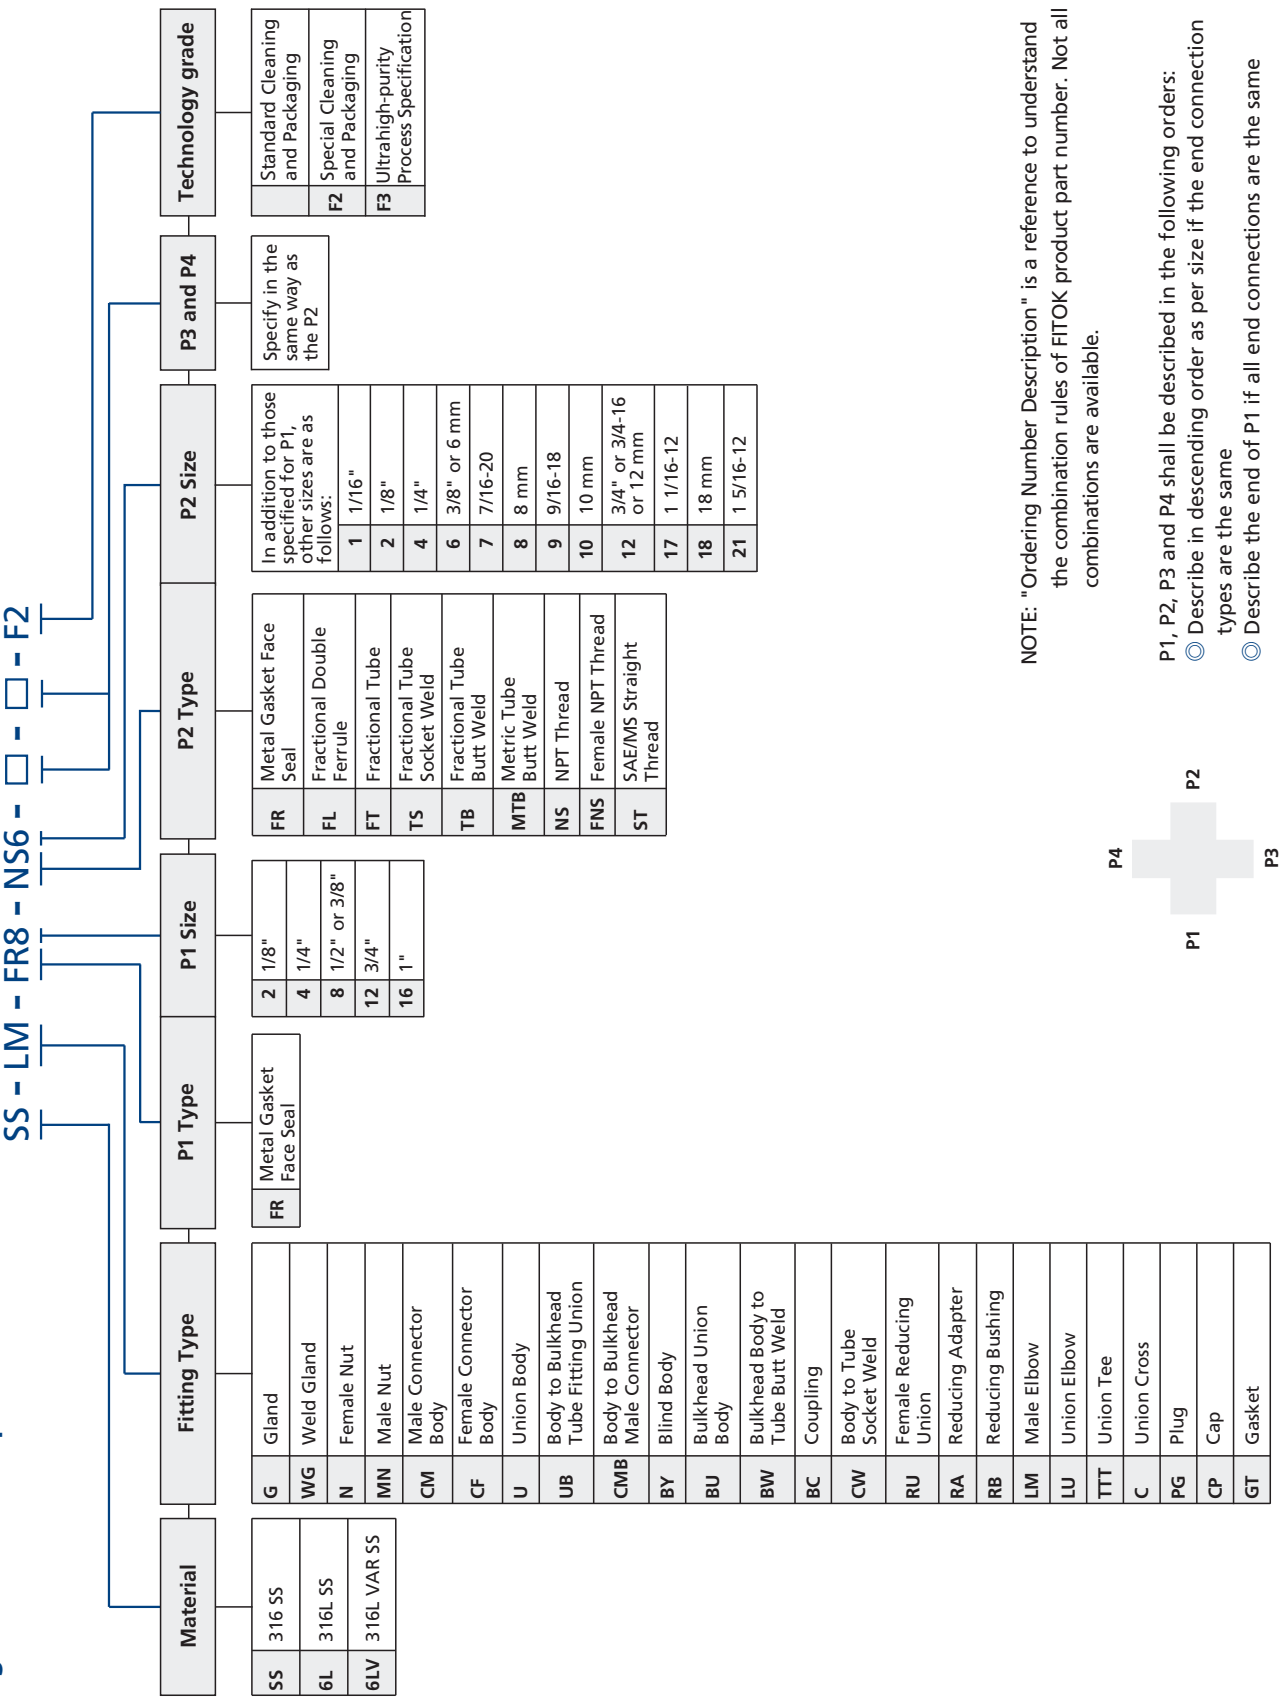 SS - LM - FR8 - NS6 - □ - □ - F2
Material
SS 316 SS
6L 316L SS
6LV 316L VAR SS
Fitting Type
G Gland
WG Weld Gland
N Female Nut
MN Male Nut
CM Male Connector
Body
CF Female Connector
Body
U Union Body
UB Body to Bulkhead
Tube Fitting Union
CMB Body to Bulkhead
Male Connector
BY Blind Body
BU Bulkhead Union
Body
BW Bulkhead Body to
Tube Butt Weld
BC Coupling
CW Body to Tube
Socket Weld
RU Female Reducing
Union
RA Reducing Adapter
RB Reducing Bushing
LM Male Elbow
LU Union Elbow
TTT Union Tee
C Union Cross
PG Plug
CP Cap
GT Gasket
P1 Type
FR Metal Gasket
Face Seal
P1 Size
2 1/8"
4 1/4"
8 1/2" or 3/8"
12 3/4"
16 1"
P2 Type
FR Metal Gasket Face
Seal
FL Fractional Double
Ferrule
FT Fractional Tube
TS Fractional Tube
Socket Weld
TB Fractional Tube
Butt Weld
MTB Metric Tube
Butt Weld
NS NPT Thread
FNS Female NPT Thread
ST SAE/MS Straight
Thread
P2 Size
In addition to those
specified for P1,
other sizes are as
follows:
1 1/16"
2 1/8"
4 1/4"
6 3/8" or 6 mm
7 7/16-20
8 8 mm
9 9/16-18
10 10 mm
12 3/4" or 3/4-16
or 12 mm
17 1 1/16-12
18 18 mm
21 1 5/16-12
P3 and P4
Specify in the
same way as
the P2
Technology grade
Standard Cleaning
and Packaging
F2 Special Cleaning
and Packaging
F3 Ultrahigh-purity
Process Specification
NOTE: "Ordering Number Description" is a reference to understand
the combination rules of FITOK product part number. Not all
combinations are available.
P4
P1
P2
P3
P1, P2, P3 and P4 shall be described in the following orders:
◎ Describe in descending order as per size if the end connection
types are the same
◎ Describe the end of P1 if all end connections are the same